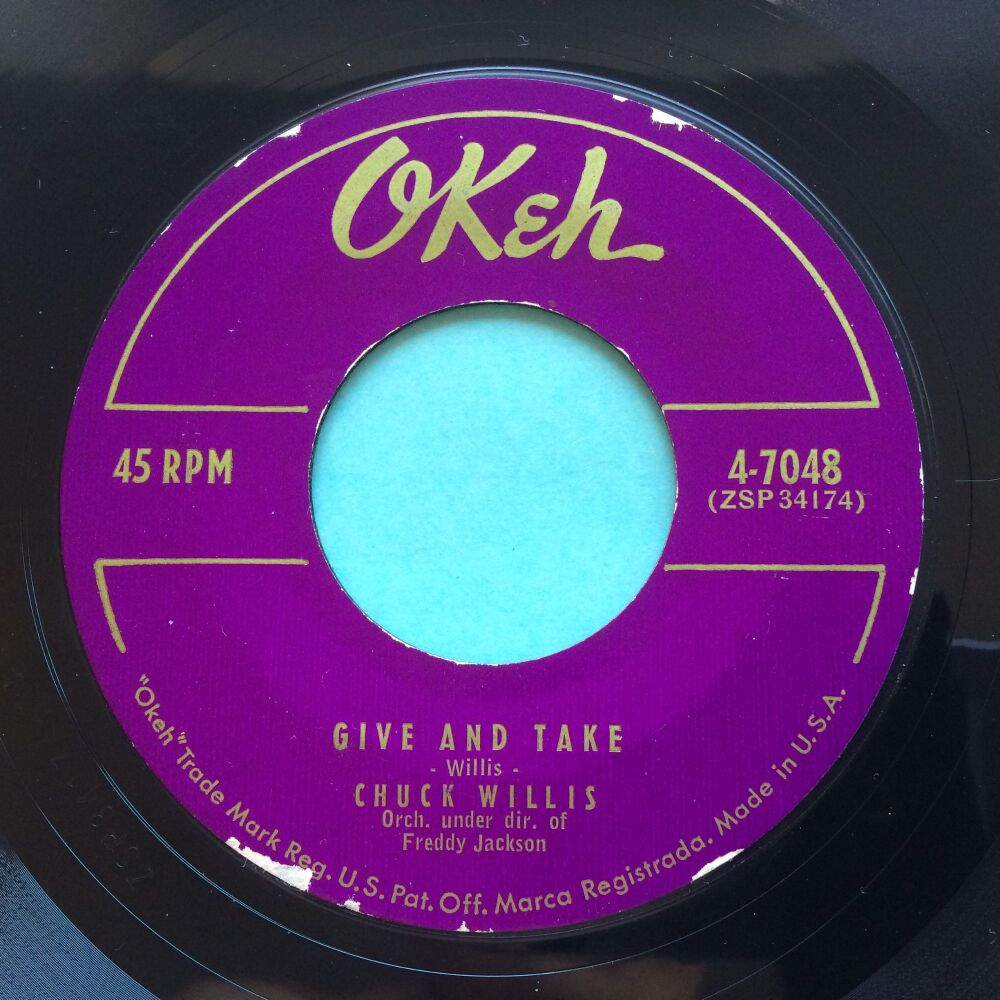 OKeh
45 RPM
4-7048
(ZSP 34174)
GIVE AND TAKE
- Willis -
CHUCK WILLIS
Orch. under dir. of
Freddy Jackson
"Okeh" Trade Mark Reg. U.S. Pat. Off. Marca Registrada. Made in U.S.A.